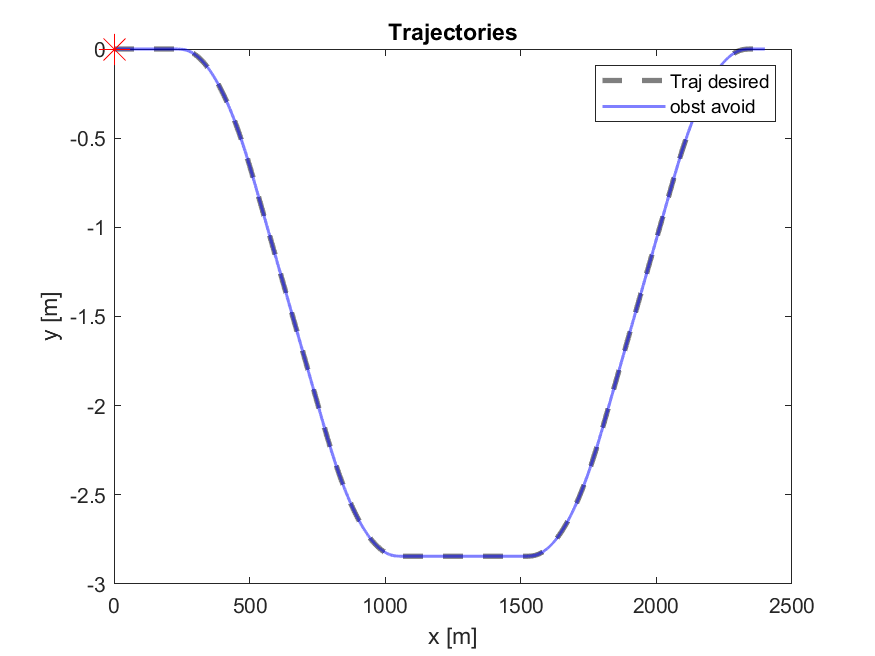 Trajectories
Traj desired
obst avoid
0
-0.5
-1
-1.5
-2
-2.5
-3
y [m]
0 500 1000 1500 2000 2500
x [m]